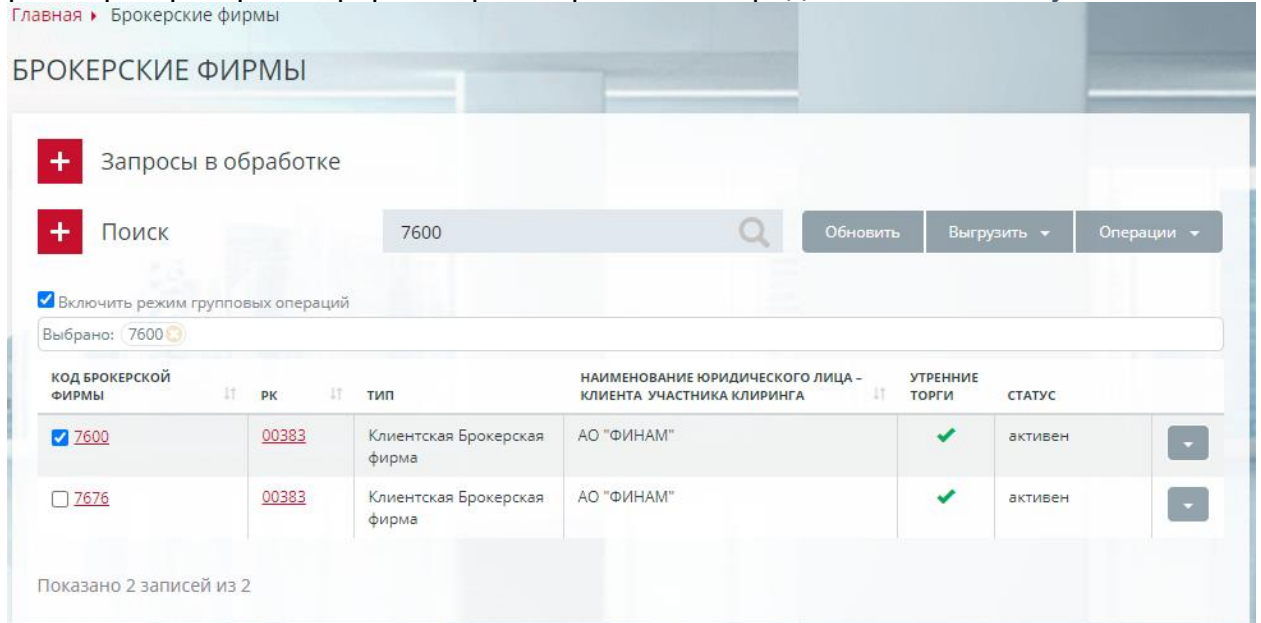 Главная Брокерские фирмы
БРОКЕРСКИЕ ФИРМЫ
+ Запросы в обработке
+ Поиск 7600 Обновить Выгрузить Операции
Включить режим групповых операций
Выбрано: 7600
КОД БРОКЕРСКОЙ ФИРМЫ РК ТИП НАИМЕНОВАНИЕ ЮРИДИЧЕСКОГО ЛИЦА – КЛИЕНТА УЧАСТНИКА КЛИРИНГА УТРЕННИЕ ТОРГИ СТАТУС
7600 00383 Клиентская Брокерская фирма АО "ФИНАМ" активен
7676 00383 Клиентская Брокерская фирма АО "ФИНАМ" активен
Показано 2 записей из 2